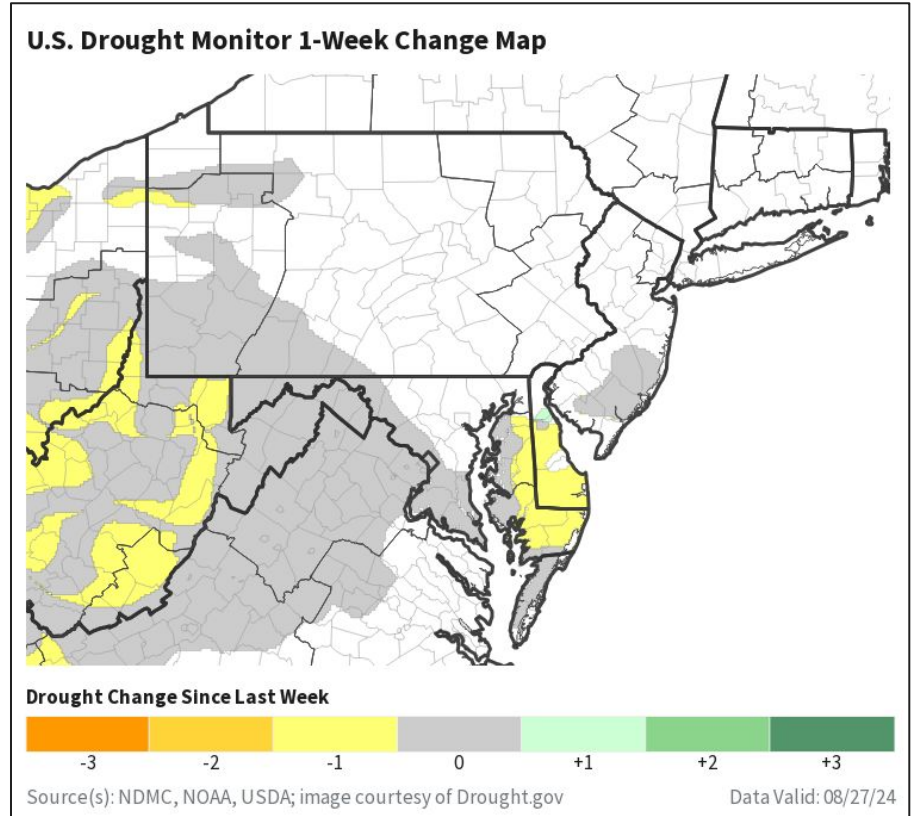 U.S. Drought Monitor 1-Week Change Map
Drought Change Since Last Week
-3 -2 -1 0 +1 +2 +3
Source(s): NDMC, NOAA, USDA; image courtesy of Drought.gov Data Valid: 08/27/24